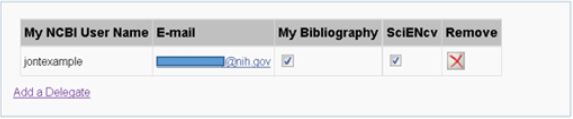 My NCBI User Name E-mail My Bibliography SciENcv Remove
jontexample @nih.gov
Add a Delegate